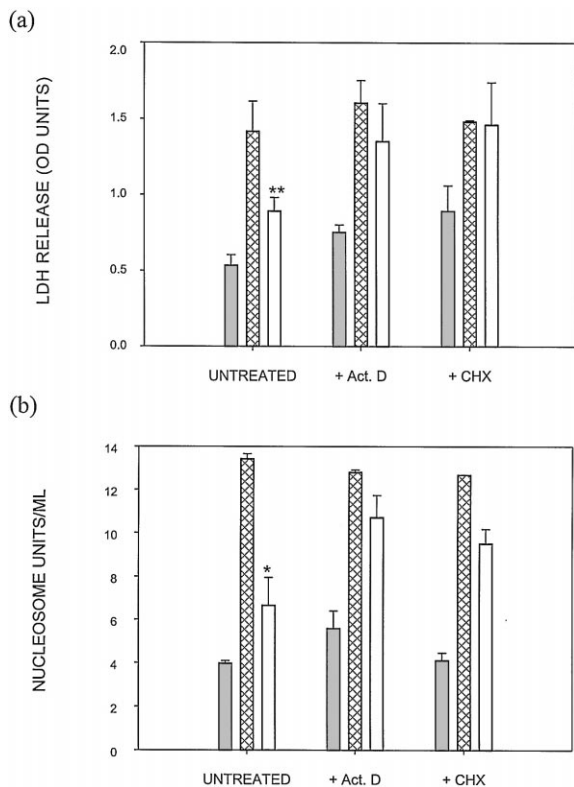 (a)
LDH RELEASE (OD UNITS)
2.0
1.5
1.0
0.5
0.0
**
UNTREATED
+ Act. D
+ CHX
(b)
NUCLEOSOME UNITS/ML
14
12
10
8
6
4
2
0
*
UNTREATED
+ Act. D
+ CHX